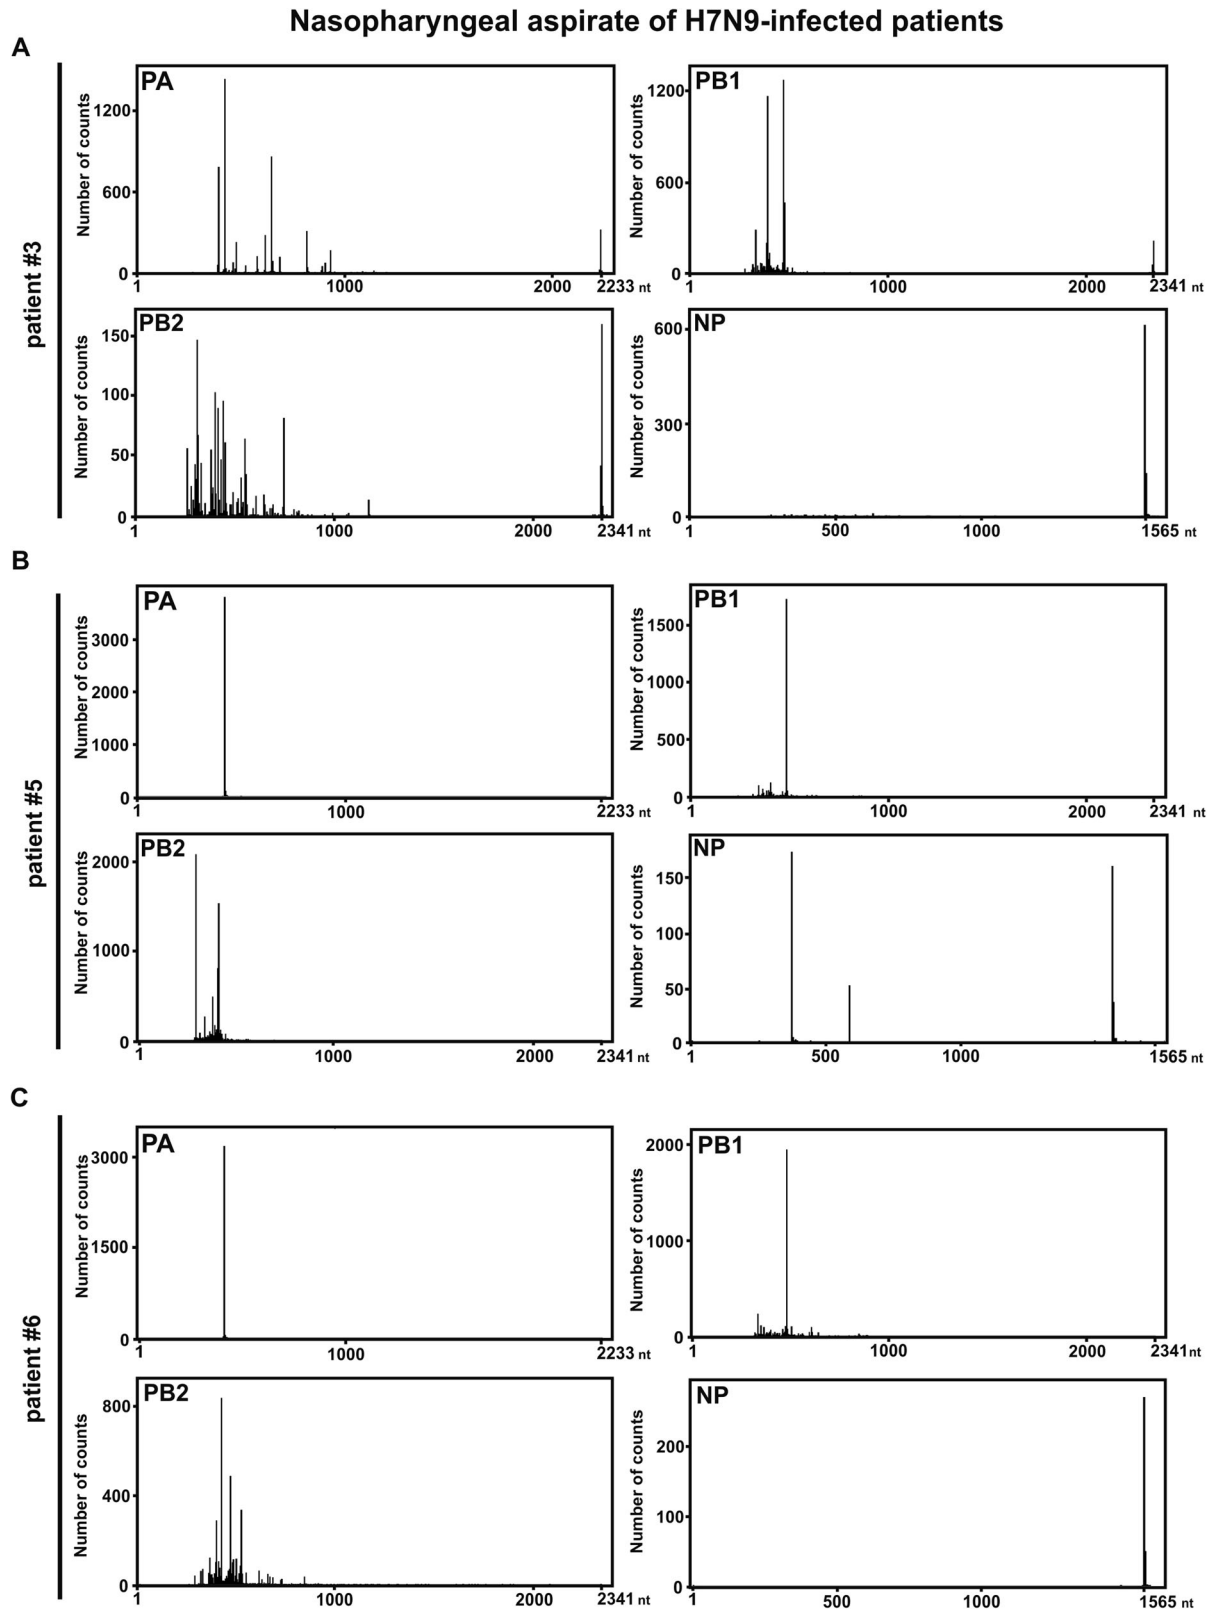 Nasopharyngeal aspirate of H7N9-infected patients
A
patient #3
PA
Number of counts
1200
600
0
1
1000
2000
2233 nt
PB1
Number of counts
1200
600
0
1
1000
2000
2341 nt
PB2
Number of counts
150
100
50
0
1
1000
2000
2341 nt
NP
Number of counts
600
300
0
1
500
1000
1565 nt
B
patient #5
PA
Number of counts
3000
2000
1000
0
1
1000
2233 nt
PB1
Number of counts
1500
1000
500
0
1
1000
2000
2341 nt
PB2
Number of counts
2000
1000
0
1
1000
2000
2341 nt
NP
Number of counts
150
100
50
0
1
500
1000
1565 nt
C
patient #6
PA
Number of counts
3000
1500
0
1
1000
2233 nt
PB1
Number of counts
2000
1000
0
1
1000
2000
2341 nt
PB2
Number of counts
800
400
0
1
1000
2000
2341 nt
NP
Number of counts
200
100
0
1
500
1000
1565 nt